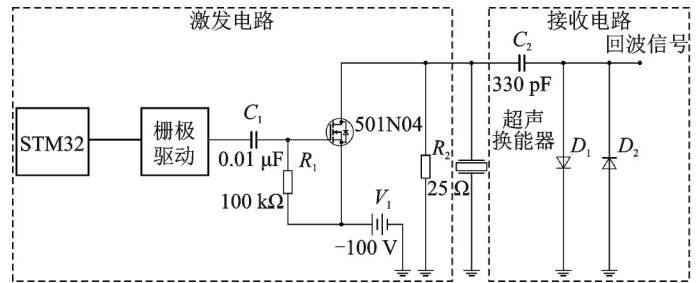 激发电路
接收电路
STM32
栅极
驱动
C1
0.01 μF
R1
100 kΩ
501N04
V1
−100 V
R2
25 Ω
C2
330 pF
超声
换能器
回波信号
D1
D2